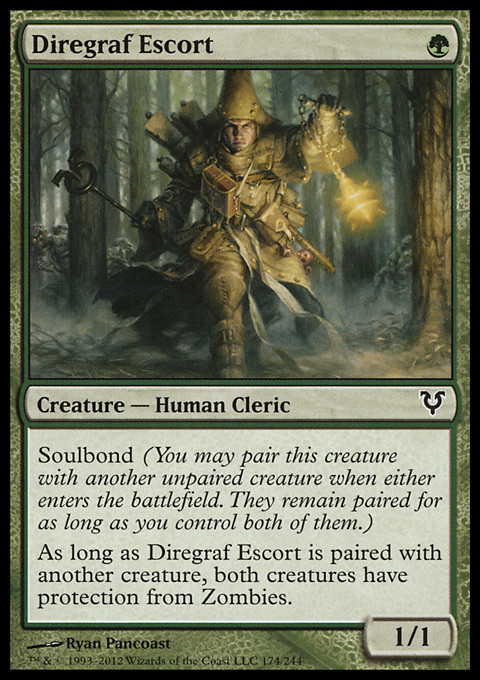 Diregraf Escort
Creature — Human Cleric
Soulbond (You may pair this creature
with another unpaired creature when either
enters the battlefield. They remain paired for
as long as you control both of them.)
As long as Diregraf Escort is paired with
another creature, both creatures have
protection from Zombies.
1/1
Ryan Pancoast
™ & © 1993–2012 Wizards of the Coast LLC 174/244